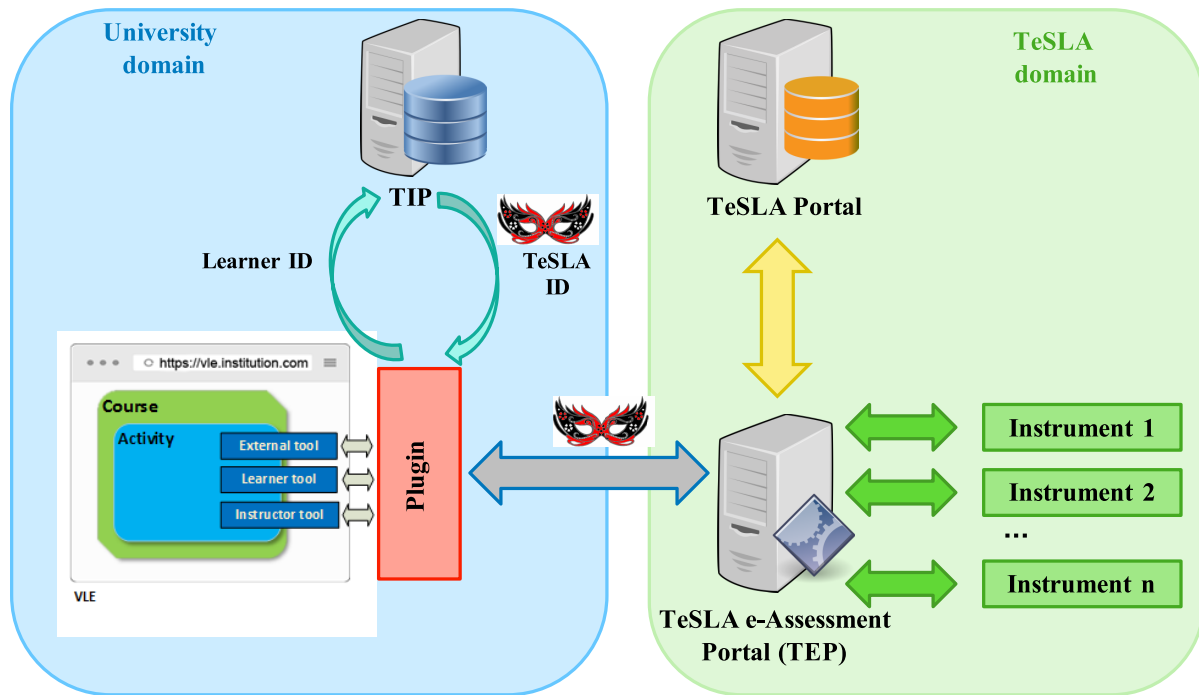 University
domain
TeSLA
domain
TIP
TeSLA Portal
Learner ID
TeSLA
ID
https://vle.institution.com
Course
Activity
External tool
Learner tool
Instructor tool
VLE
Plugin
Instrument 1
Instrument 2
...
Instrument n
TeSLA e-Assessment
Portal (TEP)